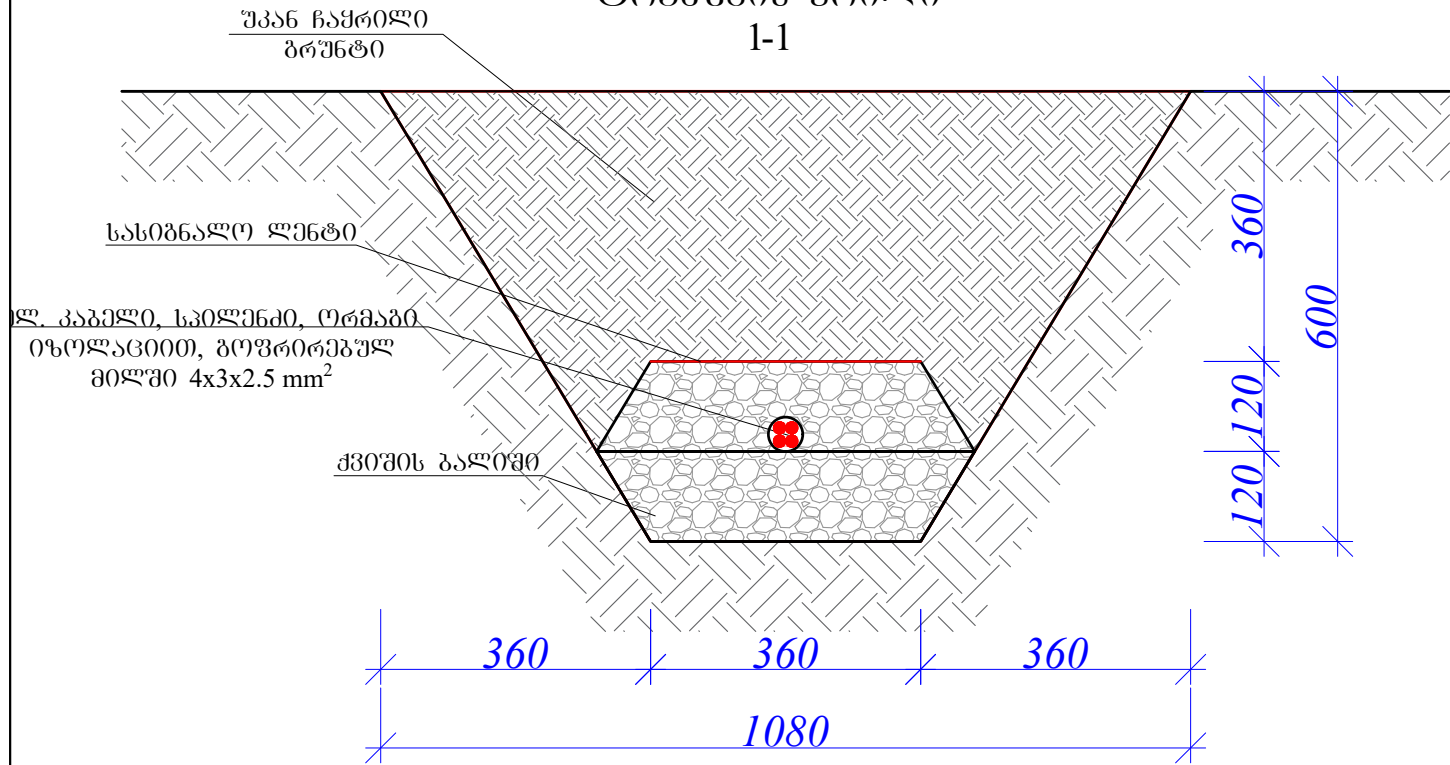 1-1
უკან ჩაყრილი
გრუნტი
სასიგნალო ლენტი
კაბელი, სპილენძი, ორმაგი
იზოლაციით, გოფრირებულ
მილში 4x3x2.5 mm²
ქვიშის ბალიში
360
600
120
120
360
360
360
1080